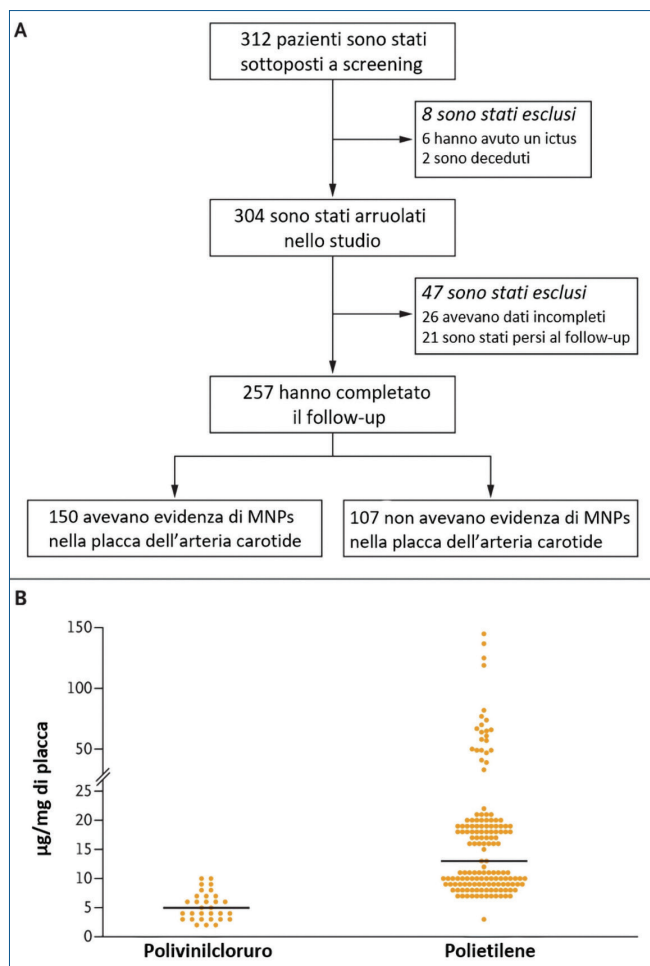 A
312 pazienti sono stati
sottoposti a screening
8 sono stati esclusi
6 hanno avuto un ictus
2 sono deceduti
304 sono stati arruolati
nello studio
47 sono stati esclusi
26 avevano dati incompleti
21 sono stati persi al follow-up
257 hanno completato
il follow-up
150 avevano evidenza di MNPs
nella placca dell'arteria carotide
107 non avevano evidenza di MNPs
nella placca dell'arteria carotide
B
µg/mg di placca
150
100
50
25
20
15
10
5
0
Polivinilcloruro
Polietilene